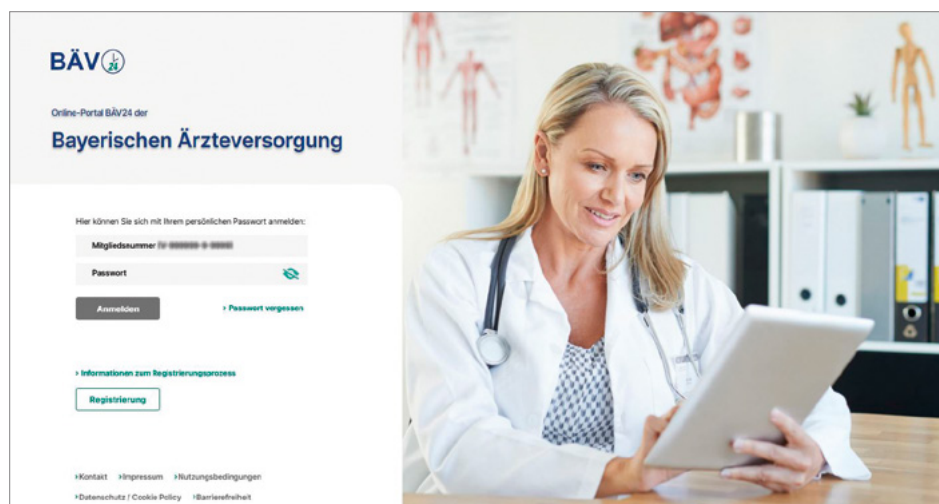 BÄV 24
Online-Portal BÄV24 der
Bayerischen Ärzteversorgung
Hier können Sie sich mit Ihrem persönlichen Passwort anmelden:
Mitgliedsnummer
Passwort
Anmelden
› Passwort vergessen
› Informationen zum Registrierungsprozess
Registrierung
›Kontakt ›Impressum ›Nutzungsbedingungen
›Datenschutz / Cookie Policy ›Barrierefreiheit